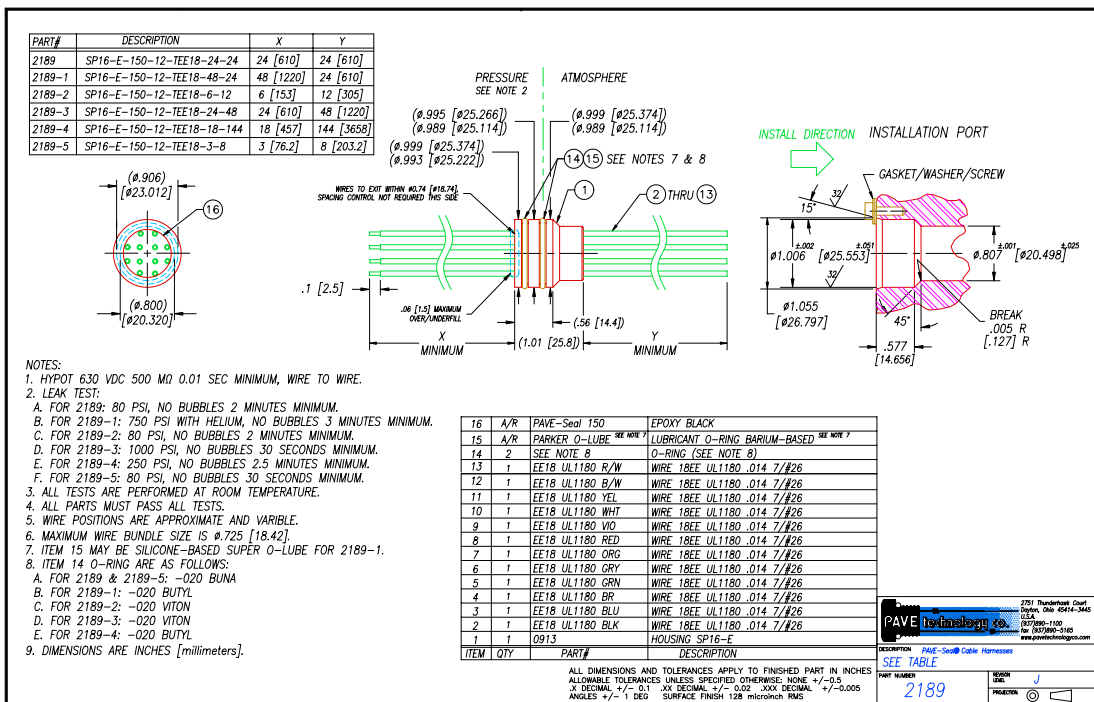 PART# DESCRIPTION X Y
2189 SP16-E-150-12-TEE18-24-24 24 [610] 24 [610]
2189-1 SP16-E-150-12-TEE18-48-24 48 [1220] 24 [610]
2189-2 SP16-E-150-12-TEE18-6-12 6 [153] 12 [305]
2189-3 SP16-E-150-12-TEE18-24-48 24 [610] 48 [1220]
2189-4 SP16-E-150-12-TEE18-18-144 18 [457] 144 [3658]
2189-5 SP16-E-150-12-TEE18-3-8 3 [76.2] 8 [203.2]
(ø.906)
[ø23.012]
16
(ø.800)
[ø20.320]
PRESSURE
SEE NOTE 2
ATMOSPHERE
(ø.995 [ø25.266])
(ø.989 [ø25.114])
(ø.999 [ø25.374])
(ø.989 [ø25.114])
(ø.999 [ø25.374])
(ø.993 [ø25.222])
14 15 SEE NOTES 7 & 8
WIRES TO EXIT WITHIN ø0.74 [ø18.74],
SPACING CONTROL NOT REQUIRED THIS SIDE
1
2 THRU 13
.1 [2.5]
.06 [1.5] MAXIMUM
OVER/UNDERFILL
(.56 [14.4])
X
MINIMUM
(1.01 [25.8])
Y
MINIMUM
INSTALL DIRECTION INSTALLATION PORT
GASKET/WASHER/SCREW
15°
32
ø1.006 ±.002 [ø25.553] ±.051
ø.807 ±.001 [ø20.498] ±.025
32
ø1.055
[ø26.797]
45°
BREAK
.005 R
[.127] R
.577
[14.656]
NOTES:
1. HYPOT 630 VDC 500 MΩ 0.01 SEC MINIMUM, WIRE TO WIRE.
2. LEAK TEST:
A. FOR 2189: 80 PSI, NO BUBBLES 2 MINUTES MINIMUM.
B. FOR 2189-1: 750 PSI WITH HELIUM, NO BUBBLES 3 MINUTES MINIMUM.
C. FOR 2189-2: 80 PSI, NO BUBBLES 2 MINUTES MINIMUM.
D. FOR 2189-3: 1000 PSI, NO BUBBLES 30 SECONDS MINIMUM.
E. FOR 2189-4: 250 PSI, NO BUBBLES 2.5 MINUTES MINIMUM.
F. FOR 2189-5: 80 PSI, NO BUBBLES 30 SECONDS MINIMUM.
3. ALL TESTS ARE PERFORMED AT ROOM TEMPERATURE.
4. ALL PARTS MUST PASS ALL TESTS.
5. WIRE POSITIONS ARE APPROXIMATE AND VARIBLE.
6. MAXIMUM WIRE BUNDLE SIZE IS ø.725 [18.42].
7. ITEM 15 MAY BE SILICONE-BASED SUPER O-LUBE FOR 2189-1.
8. ITEM 14 O-RING ARE AS FOLLOWS:
A. FOR 2189 & 2189-5: -020 BUNA
B. FOR 2189-1: -020 BUTYL
C. FOR 2189-2: -020 VITON
D. FOR 2189-3: -020 VITON
E. FOR 2189-4: -020 BUTYL
9. DIMENSIONS ARE INCHES [millimeters].
16 A/R PAVE-Seal 150 EPOXY BLACK
15 A/R PARKER O-LUBE SEE NOTE 7 LUBRICANT O-RING BARIUM-BASED SEE NOTE 7
14 2 SEE NOTE 8 O-RING (SEE NOTE 8)
13 1 EE18 UL1180 R/W WIRE 18EE UL1180 .014 7/#26
12 1 EE18 UL1180 B/W WIRE 18EE UL1180 .014 7/#26
11 1 EE18 UL1180 YEL WIRE 18EE UL1180 .014 7/#26
10 1 EE18 UL1180 WHT WIRE 18EE UL1180 .014 7/#26
9 1 EE18 UL1180 VIO WIRE 18EE UL1180 .014 7/#26
8 1 EE18 UL1180 RED WIRE 18EE UL1180 .014 7/#26
7 1 EE18 UL1180 ORG WIRE 18EE UL1180 .014 7/#26
6 1 EE18 UL1180 GRY WIRE 18EE UL1180 .014 7/#26
5 1 EE18 UL1180 GRN WIRE 18EE UL1180 .014 7/#26
4 1 EE18 UL1180 BR WIRE 18EE UL1180 .014 7/#26
3 1 EE18 UL1180 BLU WIRE 18EE UL1180 .014 7/#26
2 1 EE18 UL1180 BLK WIRE 18EE UL1180 .014 7/#26
1 1 0913 HOUSING SP16-E
ITEM QTY PART# DESCRIPTION
ALL DIMENSIONS AND TOLERANCES APPLY TO FINISHED PART IN INCHES
ALLOWABLE TOLERANCES UNLESS SPECIFIED OTHERWISE: NONE +/-0.5
.X DECIMAL +/- 0.1 .XX DECIMAL +/- 0.02 .XXX DECIMAL +/-0.005
ANGLES +/- 1 DEG SURFACE FINISH 128 microinch RMS
PAVE technology co.
2751 Thunderhawk Court
Dayton, Ohio 45414-3445
U.S.A.
(937)890-1100
fax (937)890-5165
www.pavetechnologyco.com
DESCRIPTION PAVE-Seal® Cable Harnesses
SEE TABLE
PART NUMBER
2189
REVISION
LEVEL J
PROJECTION